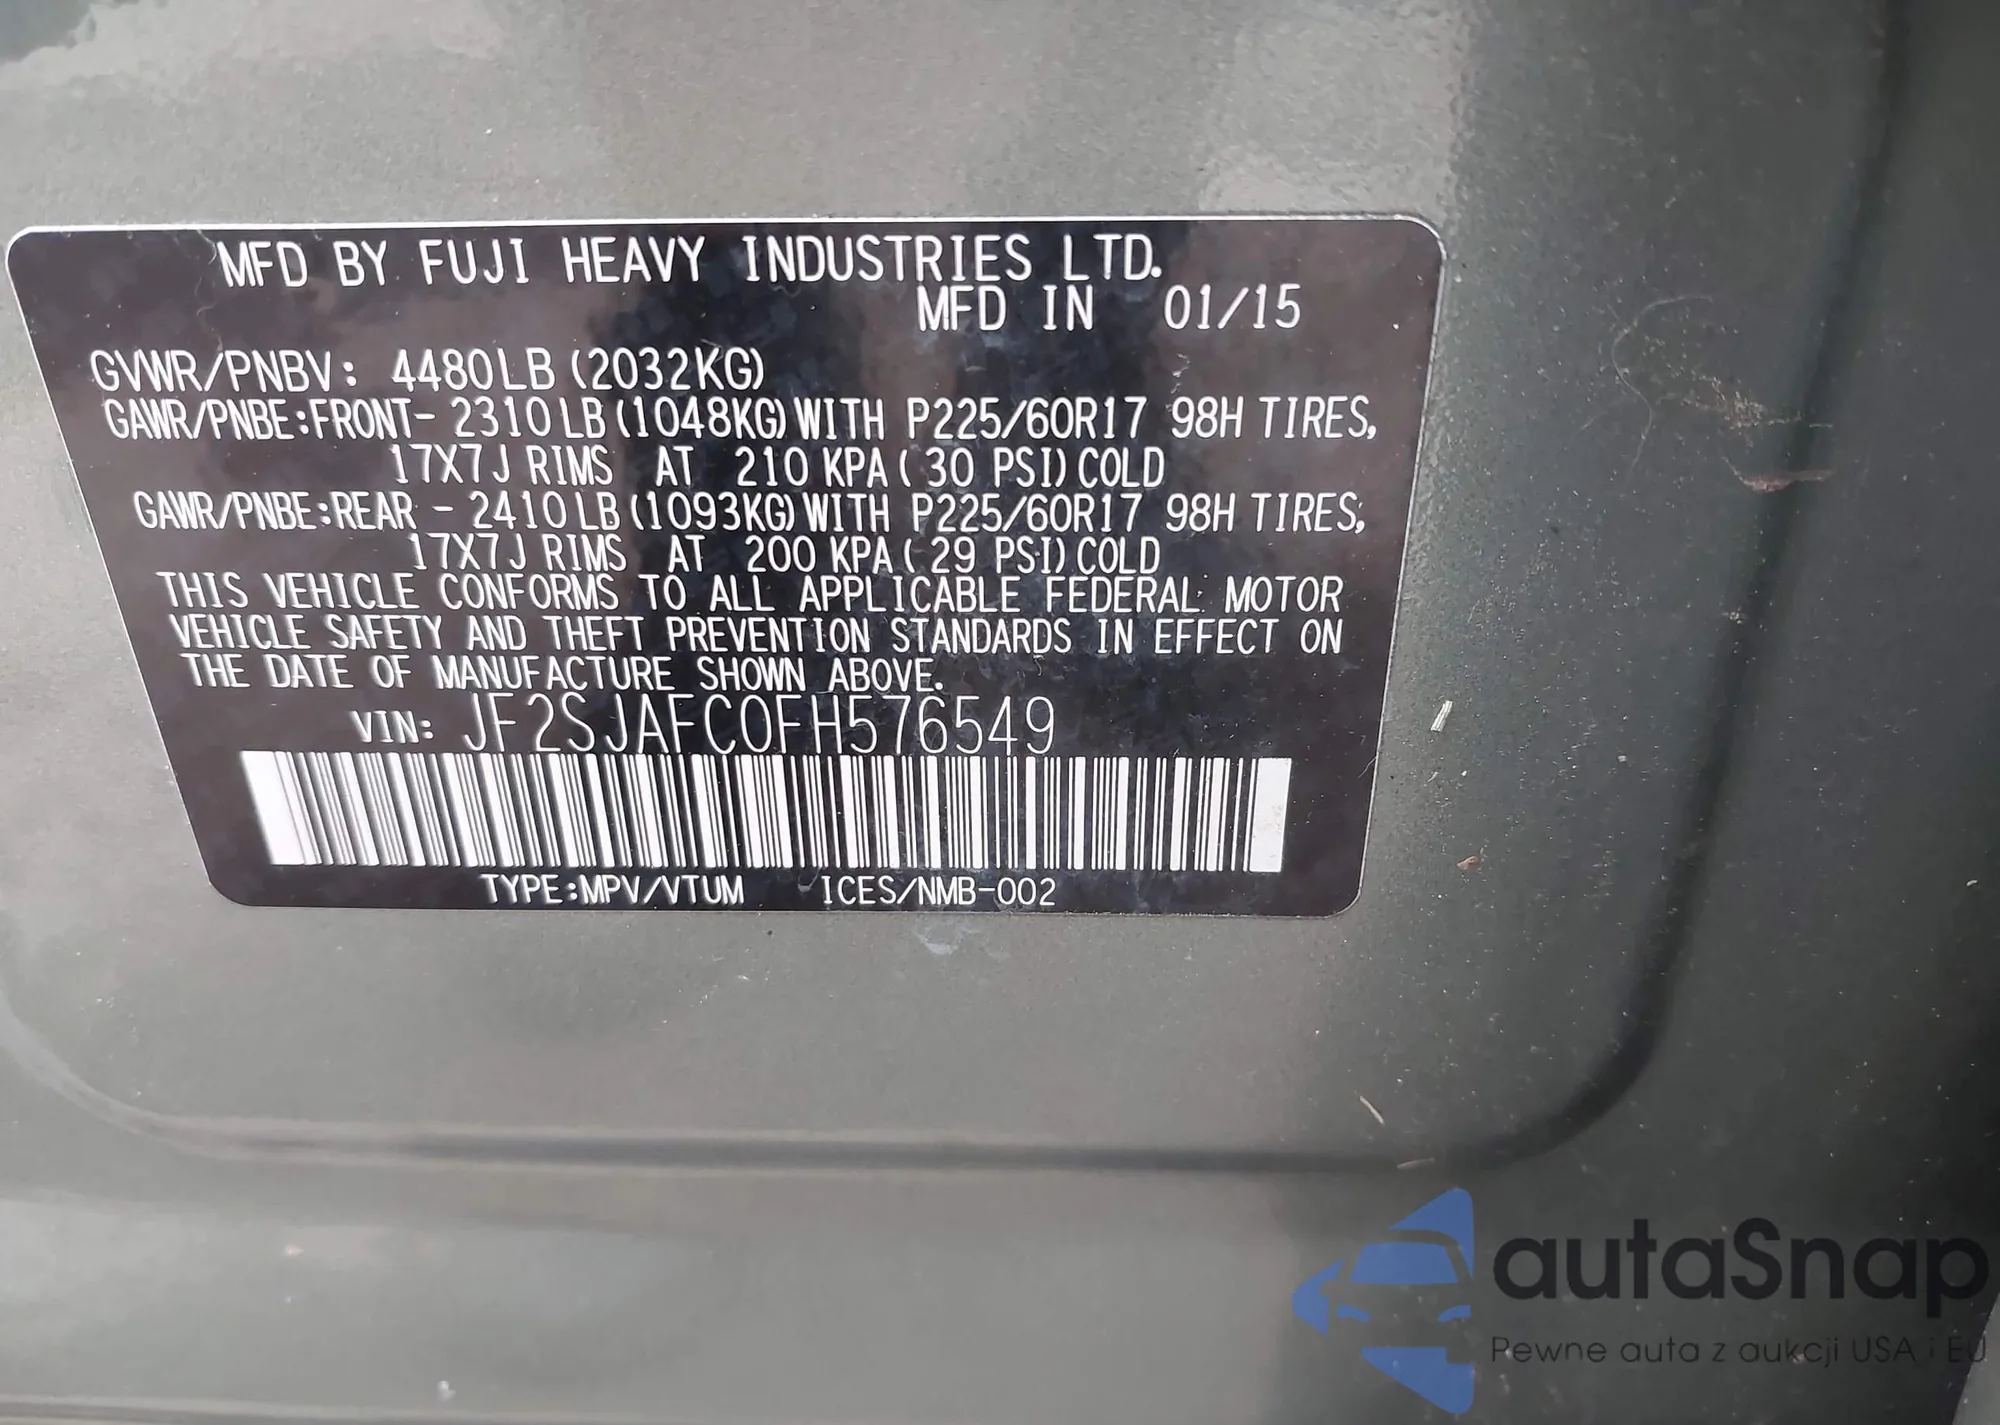 MFD BY FUJI HEAVY INDUSTRIES LTD.
MFD IN 01/15
GVWR/PNBV: 4480LB (2032KG)
GAWR/PNBE:FRONT- 2310LB(1048KG)WITH P225/60R17 98H TIRES,
17X7J RIMS AT 210 KPA( 30 PSI)COLD
GAWR/PNBE:REAR - 2410LB(1093KG)WITH P225/60R17 98H TIRES,
17X7J RIMS AT 200 KPA( 29 PSI)COLD
THIS VEHICLE CONFORMS TO ALL APPLICABLE FEDERAL MOTOR
VEHICLE SAFETY AND THEFT PREVENTION STANDARDS IN EFFECT ON
THE DATE OF MANUFACTURE SHOWN ABOVE.
VIN: JF2SJAFC0FH576549
TYPE:MPV/VTUM ICES/NMB-002
autaSnap
Pewne auta z aukcji USA i EU